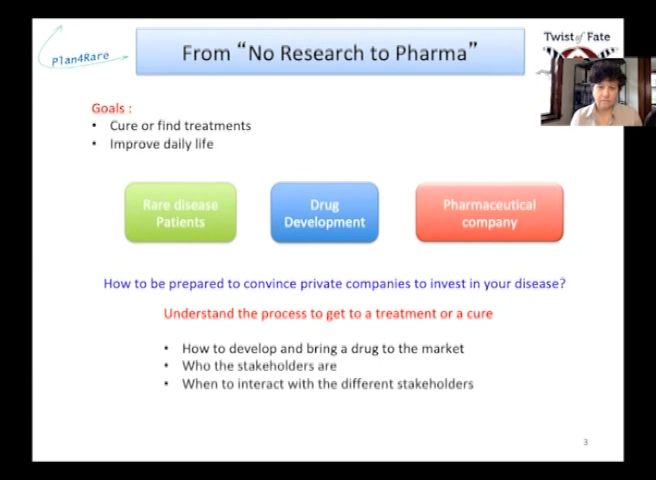 Plan4Rare
From “No Research to Pharma”
Twist of Fate
Goals :
• Cure or find treatments
• Improve daily life
Rare disease
Patients
Drug
Development
Pharmaceutical
company
How to be prepared to convince private companies to invest in your disease?
Understand the process to get to a treatment or a cure
• How to develop and bring a drug to the market
• Who the stakeholders are
• When to interact with the different stakeholders
3